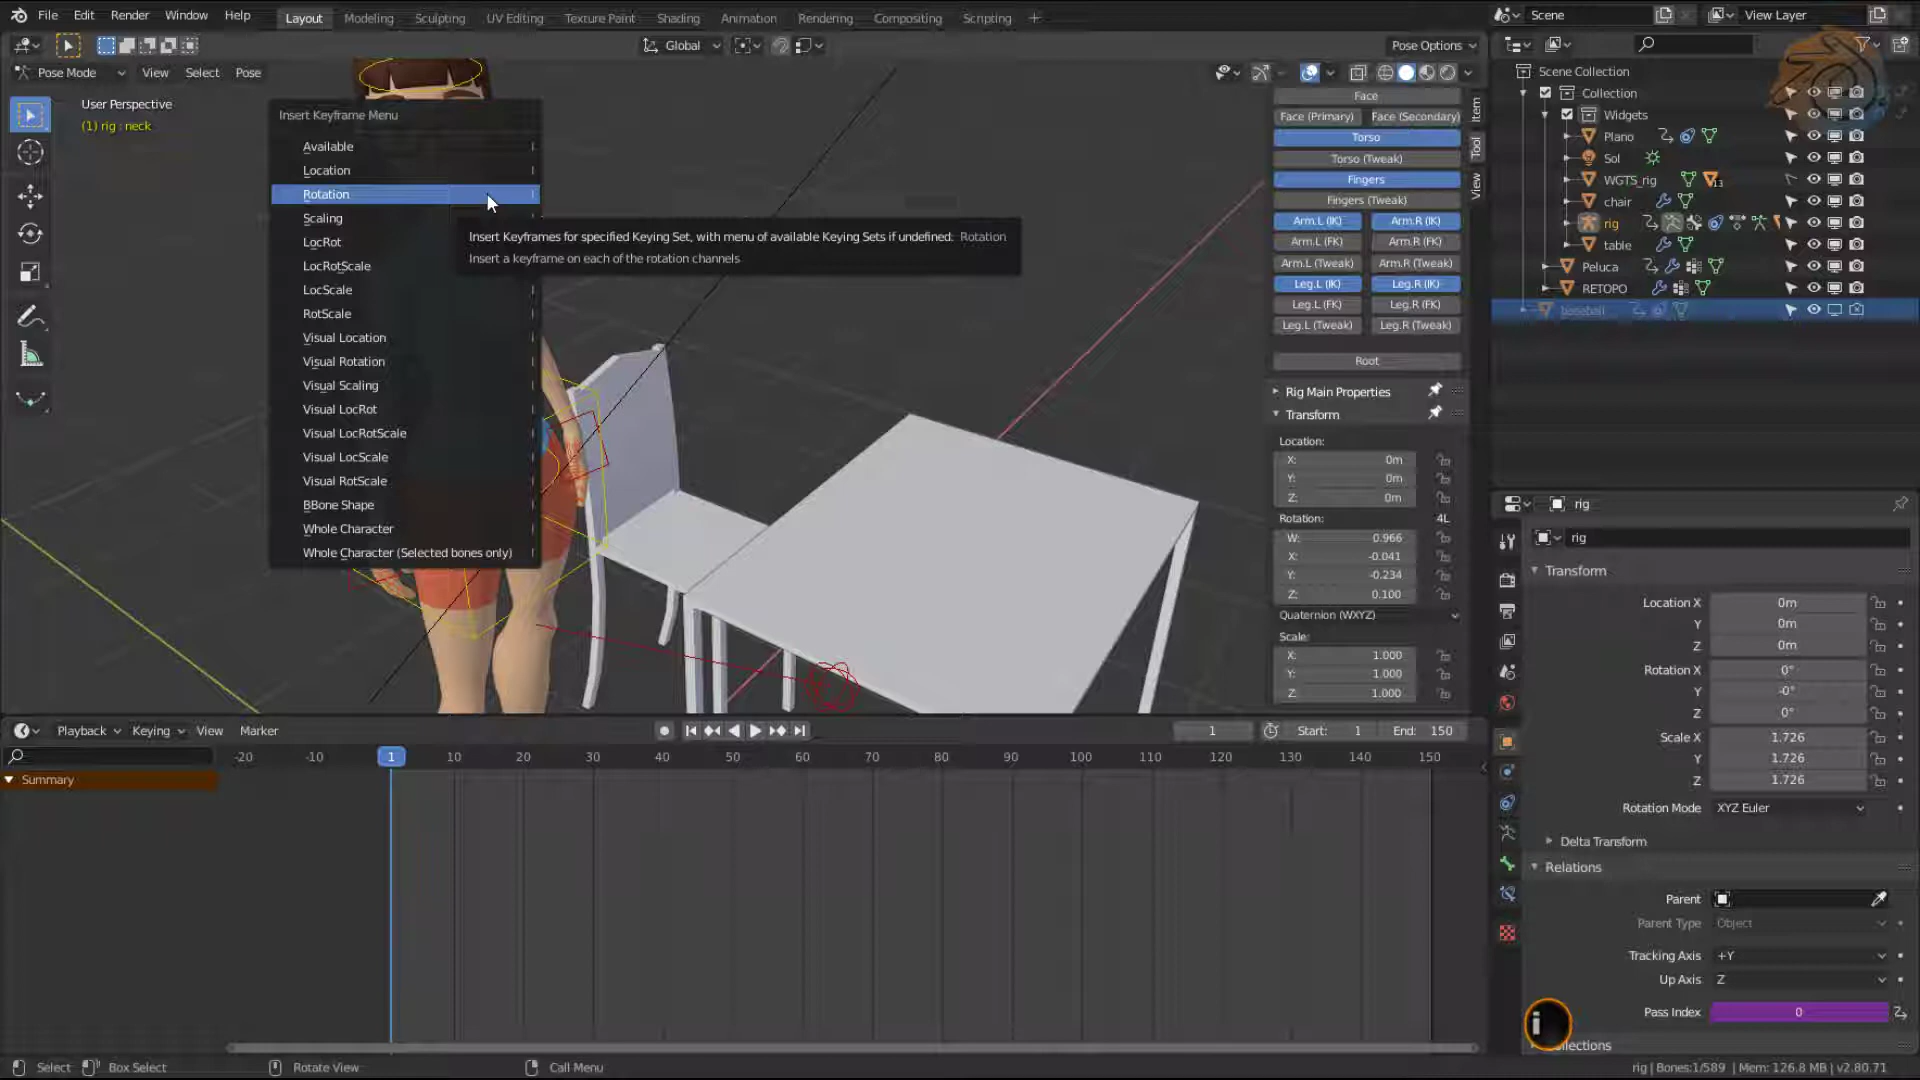 File Edit Render Window Help Layout Modeling Sculpting UV Editing Texture Paint Shading Animation Rendering Compositing Scripting +
Scene View Layer
Global Pose Options
Pose Mode View Select Pose
User Perspective
(1) rig : neck
Insert Keyframe Menu
Available
Location
Rotation
Scaling
LocRot
LocRotScale
LocScale
RotScale
Visual Location
Visual Rotation
Visual Scaling
Visual LocRot
Visual LocRotScale
Visual LocScale
Visual RotScale
BBone Shape
Whole Character
Whole Character (Selected bones only)
Insert Keyframes for specified Keying Set, with menu of available Keying Sets if undefined: Rotation
Insert a keyframe on each of the rotation channels
Face
Face (Primary) Face (Secondary)
Torso
Torso (Tweak)
Fingers
Fingers (Tweak)
Arm.L (IK) Arm.R (IK)
Arm.L (FK) Arm.R (FK)
Arm.L (Tweak) Arm.R (Tweak)
Leg.L (IK) Leg.R (IK)
Leg.L (FK) Leg.R (FK)
Leg.L (Tweak) Leg.R (Tweak)
Root
Rig Main Properties
Transform
Location:
X: 0m
Y: 0m
Z: 0m
Rotation: 4L
W: 0.966
X: -0.041
Y: -0.234
Z: 0.100
Quaternion (WXYZ)
Scale:
X: 1.000
Y: 1.000
Z: 1.000
Item
Tool
View
Scene Collection
Collection
Widgets
Plano
Sol
WGTS_rig 13
chair
rig
table
Peluca
RETOPO
baseball
rig
rig
Transform
Location X 0m
Y 0m
Z 0m
Rotation X 0°
Y -0°
Z 0°
Scale X 1.726
Y 1.726
Z 1.726
Rotation Mode XYZ Euler
Delta Transform
Relations
Parent
Parent Type Object
Tracking Axis +Y
Up Axis Z
Pass Index 0
Playback Keying View Marker 1 Start: 1 End: 150
-20 -10 1 10 20 30 40 50 60 70 80 90 100 110 120 130 140 150
Summary
Select Box Select Rotate View Call Menu
rig | Bones:1/589 | Mem: 126.8 MB | v2.80.71